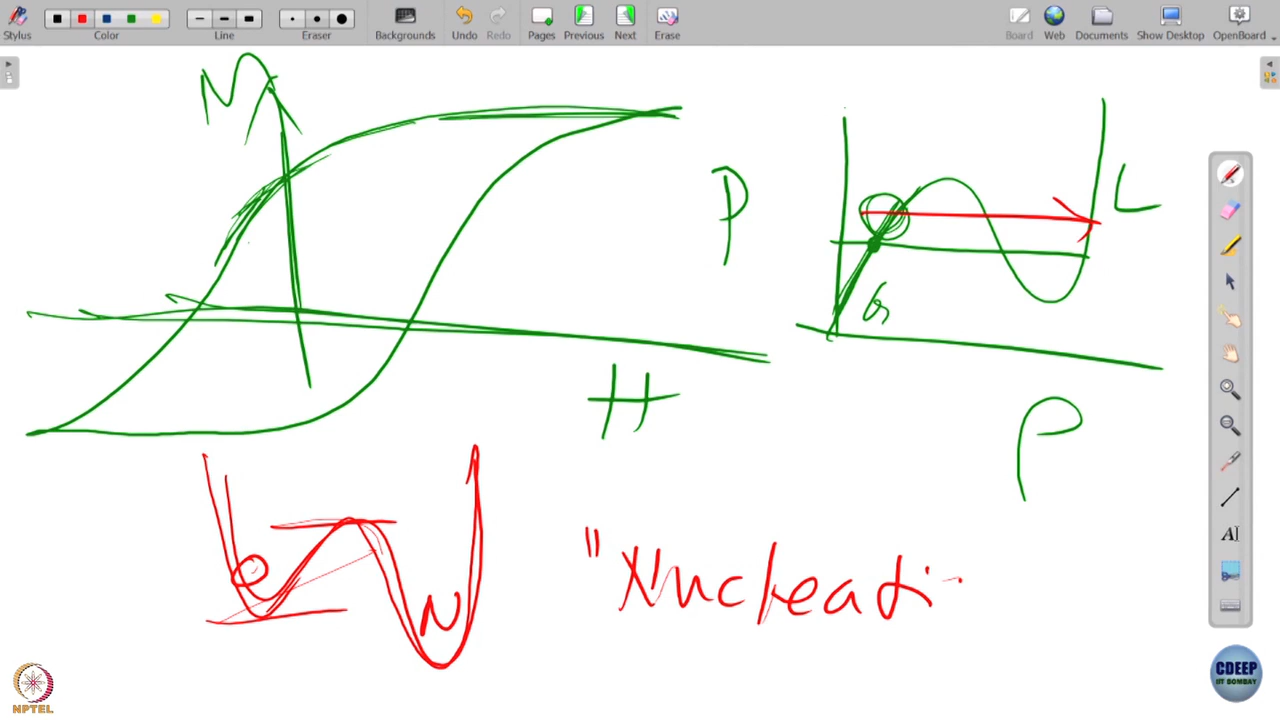 Stylus Color Line Eraser Backgrounds Undo Redo Pages Previous Next Erase Board Web Documents Show Desktop OpenBoard
M
P
L
G
H
ρ
N
"Nucleati
A
CDEEP
IIT BOMBAY
NPTEL